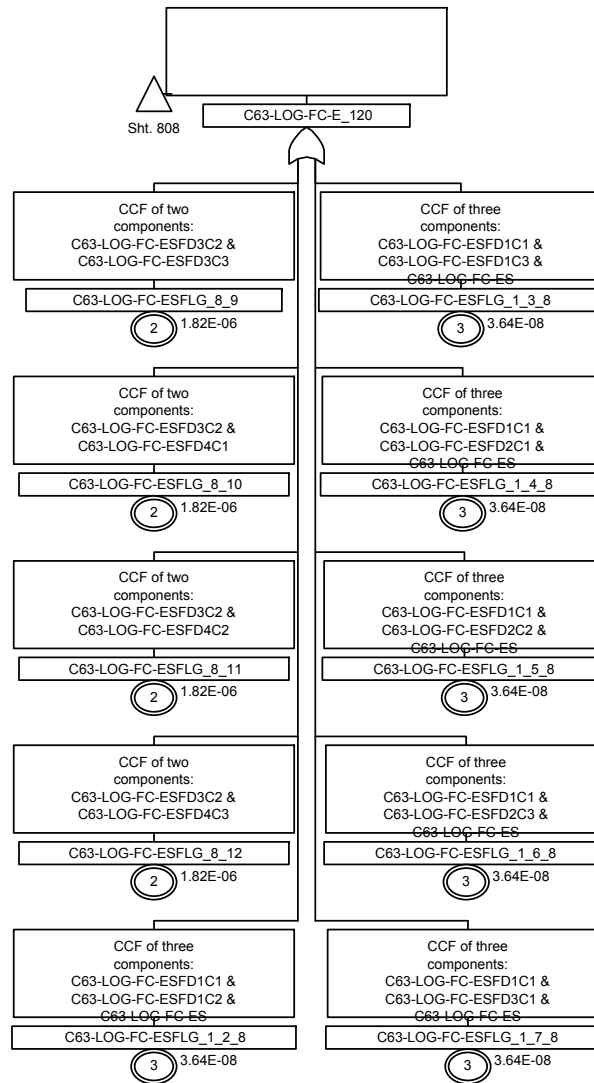 Sht. 808
C63-LOG-FC-E_120
CCF of two
components:
C63-LOG-FC-ESFD3C2 &
C63-LOG-FC-ESFD3C3
C63-LOG-FC-ESFLG_8_9
2
1.82E-06
CCF of three
components:
C63-LOG-FC-ESFD1C1 &
C63-LOG-FC-ESFD1C3 &
C63-LOG-FC-ES
C63-LOG-FC-ESFLG_1_3_8
3
3.64E-08
CCF of two
components:
C63-LOG-FC-ESFD3C2 &
C63-LOG-FC-ESFD4C1
C63-LOG-FC-ESFLG_8_10
2
1.82E-06
CCF of three
components:
C63-LOG-FC-ESFD1C1 &
C63-LOG-FC-ESFD2C1 &
C63-LOG-FC-ES
C63-LOG-FC-ESFLG_1_4_8
3
3.64E-08
CCF of two
components:
C63-LOG-FC-ESFD3C2 &
C63-LOG-FC-ESFD4C2
C63-LOG-FC-ESFLG_8_11
2
1.82E-06
CCF of three
components:
C63-LOG-FC-ESFD1C1 &
C63-LOG-FC-ESFD2C2 &
C63-LOG-FC-ES
C63-LOG-FC-ESFLG_1_5_8
3
3.64E-08
CCF of two
components:
C63-LOG-FC-ESFD3C2 &
C63-LOG-FC-ESFD4C3
C63-LOG-FC-ESFLG_8_12
2
1.82E-06
CCF of three
components:
C63-LOG-FC-ESFD1C1 &
C63-LOG-FC-ESFD2C3 &
C63-LOG-FC-ES
C63-LOG-FC-ESFLG_1_6_8
3
3.64E-08
CCF of three
components:
C63-LOG-FC-ESFD1C1 &
C63-LOG-FC-ESFD1C2 &
C63-LOG-FC-ES
C63-LOG-FC-ESFLG_1_2_8
3
3.64E-08
CCF of three
components:
C63-LOG-FC-ESFD1C1 &
C63-LOG-FC-ESFD3C1 &
C63-LOG-FC-ES
C63-LOG-FC-ESFLG_1_7_8
3
3.64E-08